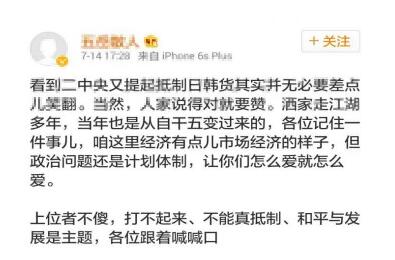 五岳散人
7-14 17:28 来自 iPhone 6s Plus
+关注
看到二中央又提起抵制日韩货其实并无必要差点
儿笑翻。当然,人家说得对就要赞。洒家走江湖
多年,当年也是从自干五变过来的,各位记住一
件事儿,咱这里经济有点儿市场经济的样子,但
政治问题还是计划体制,让你们怎么爱就怎么
爱。
上位者不傻,打不起来、不能真抵制、和平与发
展是主题,各位跟着喊喊口